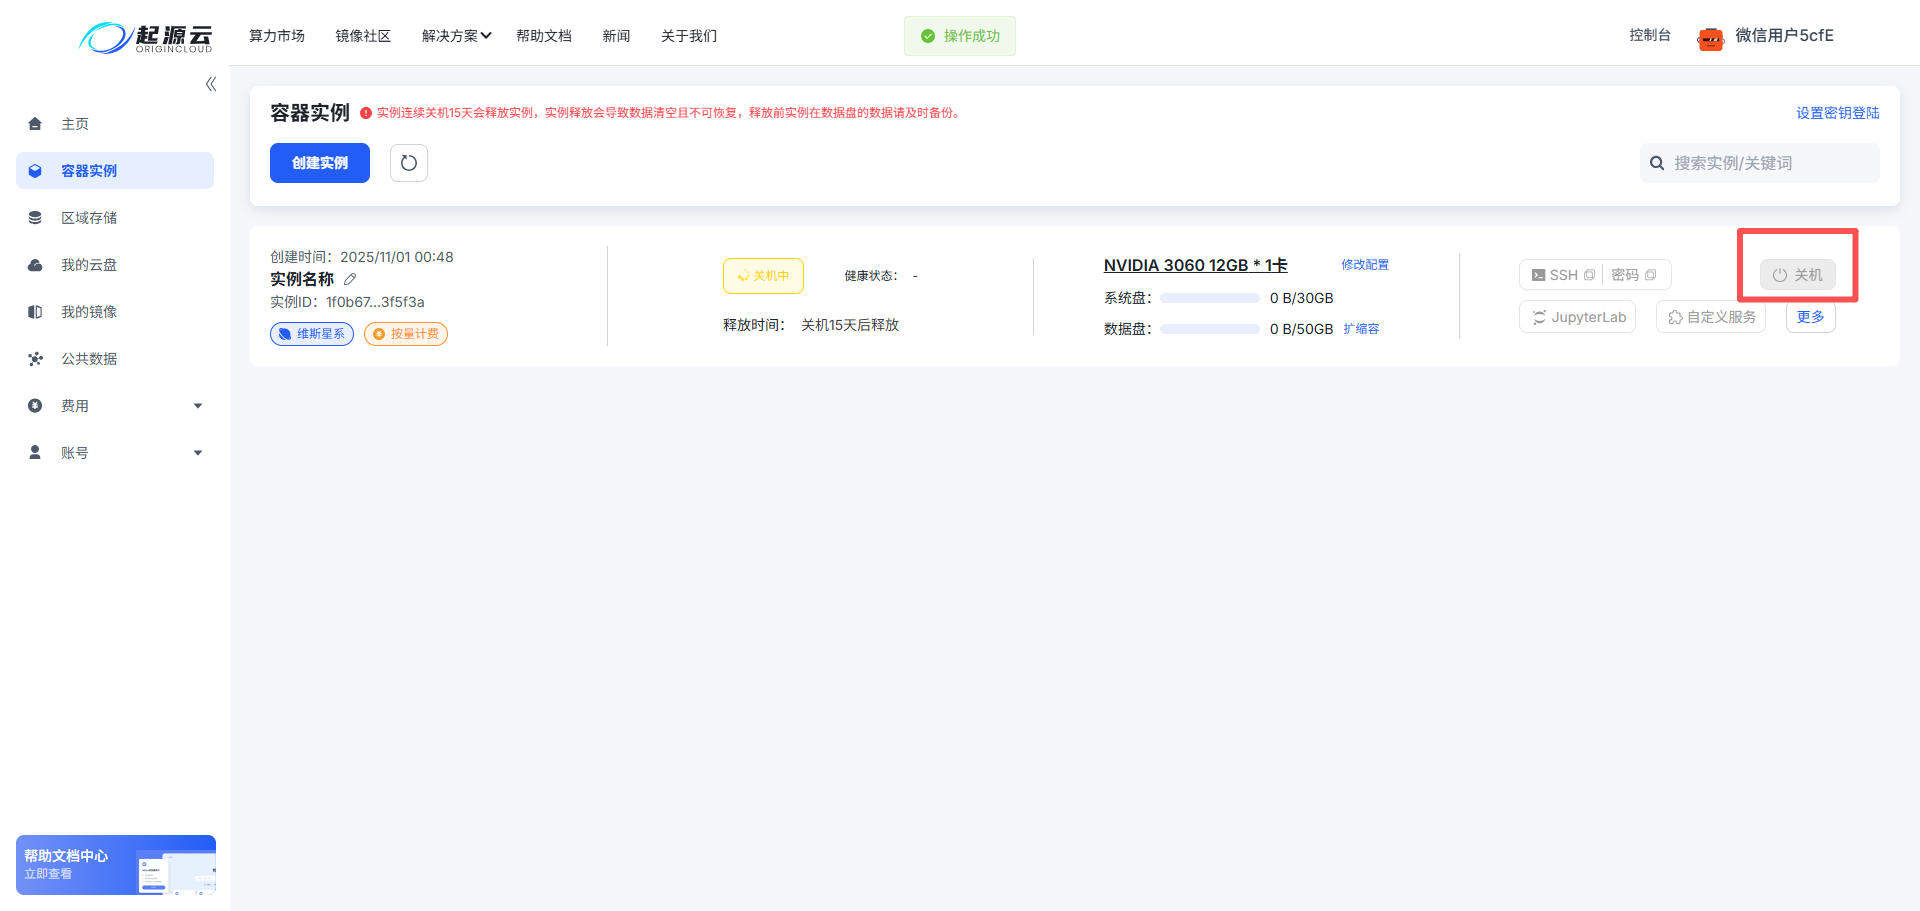 起源云
ORIGINCLOUD
算力市场
镜像社区
解决方案
帮助文档
新闻
关于我们
操作成功
控制台
微信用户5cfE
主页
容器实例
区域存储
我的云盘
我的镜像
公共数据
费用
账号
帮助文档中心
立即查看
容器实例
实例连续关机15天会释放实例，实例释放会导致数据清空且不可恢复，释放前实例在数据盘的数据请及时备份。
设置密钥登陆
创建实例
搜索实例/关键词
创建时间：2025/11/01 00:48
实例名称
实例ID：1f0b67...3f5f3a
维斯星系
按量计费
关机中
健康状态： -
释放时间： 关机15天后释放
NVIDIA 3060 12GB * 1卡
修改配置
系统盘： 0 B/30GB
数据盘： 0 B/50GB 扩缩容
SSH
密码
关机
JupyterLab
自定义服务
更多